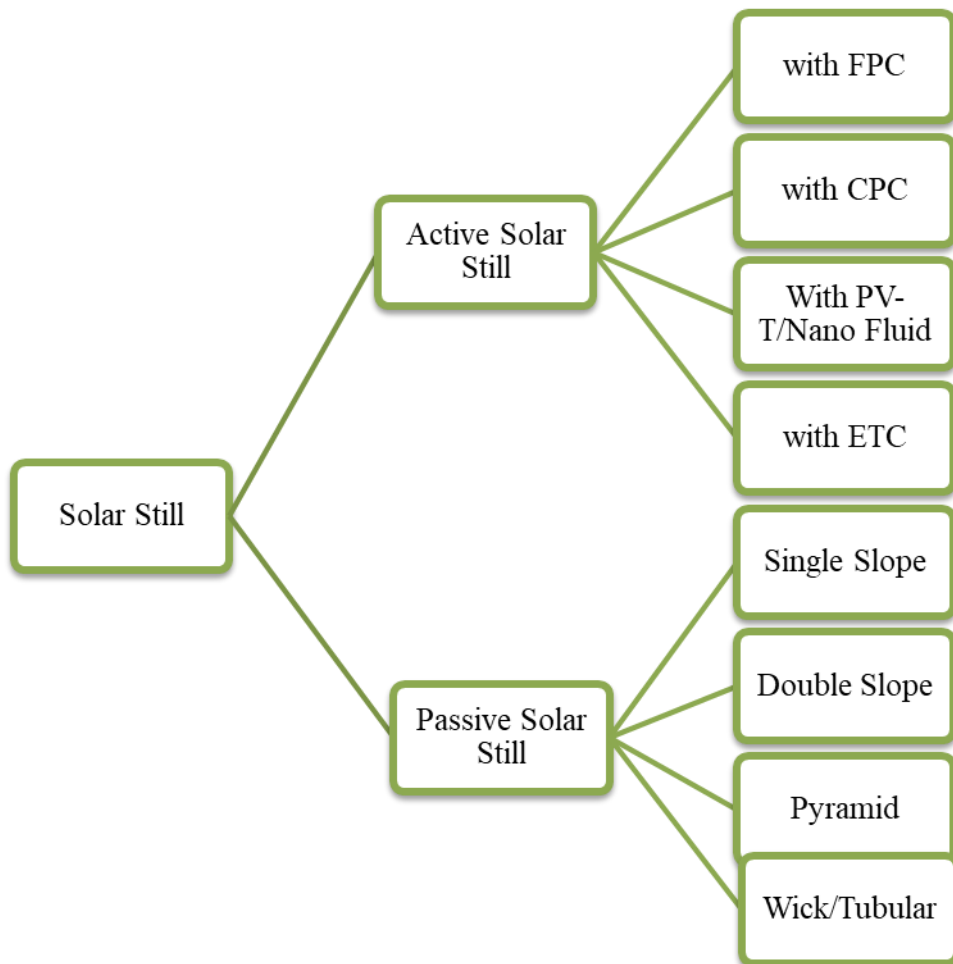 with FPC
with CPC
Active Solar
Still
With PV-
T/Nano Fluid
with ETC
Solar Still
Single Slope
Double Slope
Passive Solar
Still
Pyramid
Wick/Tubular